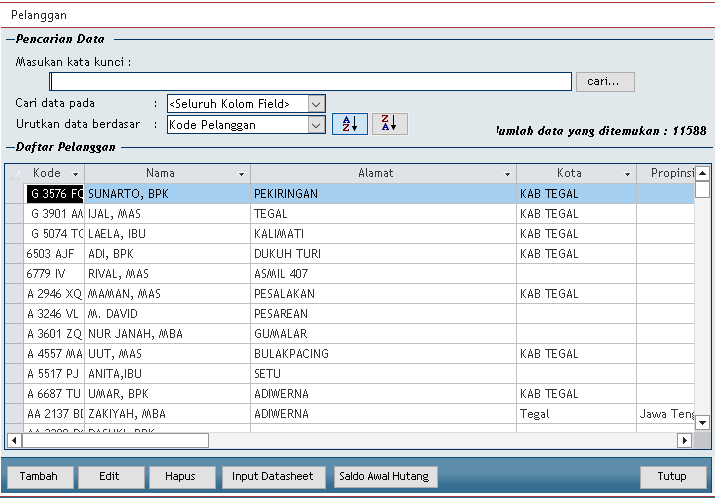 Pelanggan
Pencarian Data
Masukan kata kunci :
cari...
Cari data pada : <Seluruh Kolom Field>
Urutkan data berdasar : Kode Pelanggan A Z Z A
Jumlah data yang ditemukan : 11588
Daftar Pelanggan
Kode Nama Alamat Kota Propinsi
G 3576 FQ SUNARTO, BPK PEKIRINGAN KAB TEGAL
G 3901 AM IJAL, MAS TEGAL KAB TEGAL
G 5074 TC LAELA, IBU KALIMATI KAB TEGAL
6503 AJF ADI, BPK DUKUH TURI KAB TEGAL
6779 IV RIVAL, MAS ASMIL 407
A 2946 XQ MAMAN, MAS PESALAKAN KAB TEGAL
A 3246 VL M. DAVID PESAREAN
A 3601 ZQ NUR JANAH, MBA GUMALAR
A 4557 MA UUT, MAS BULAKPACING KAB TEGAL
A 5517 PJ ANITA,IBU SETU
A 6687 TU UMAR, BPK ADIWERNA KAB TEGAL
AA 2137 ZAKIYAH, MBA ADIWERNA Tegal Jawa Teng
Tambah Edit Hapus Input Datasheet Saldo Awal Hutang Tutup